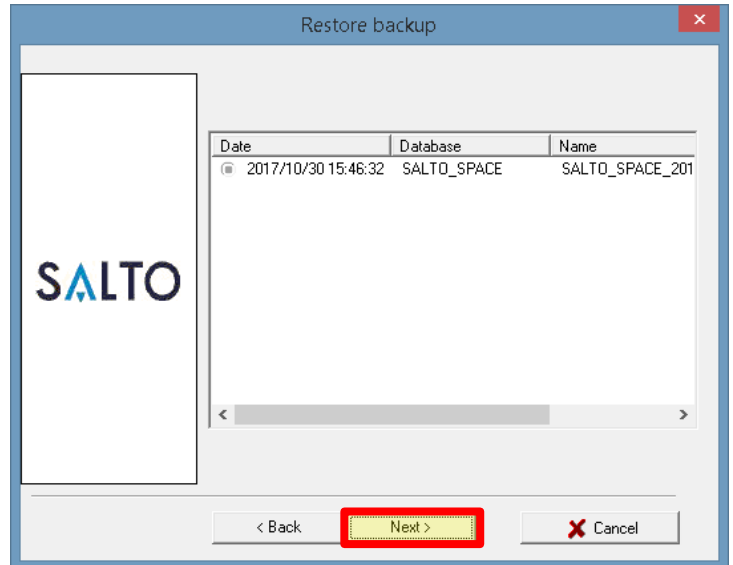 Restore backup
Date Database Name
2017/10/30 15:46:32 SALTO_SPACE SALTO_SPACE_201
SALTO
< Back Next > Cancel